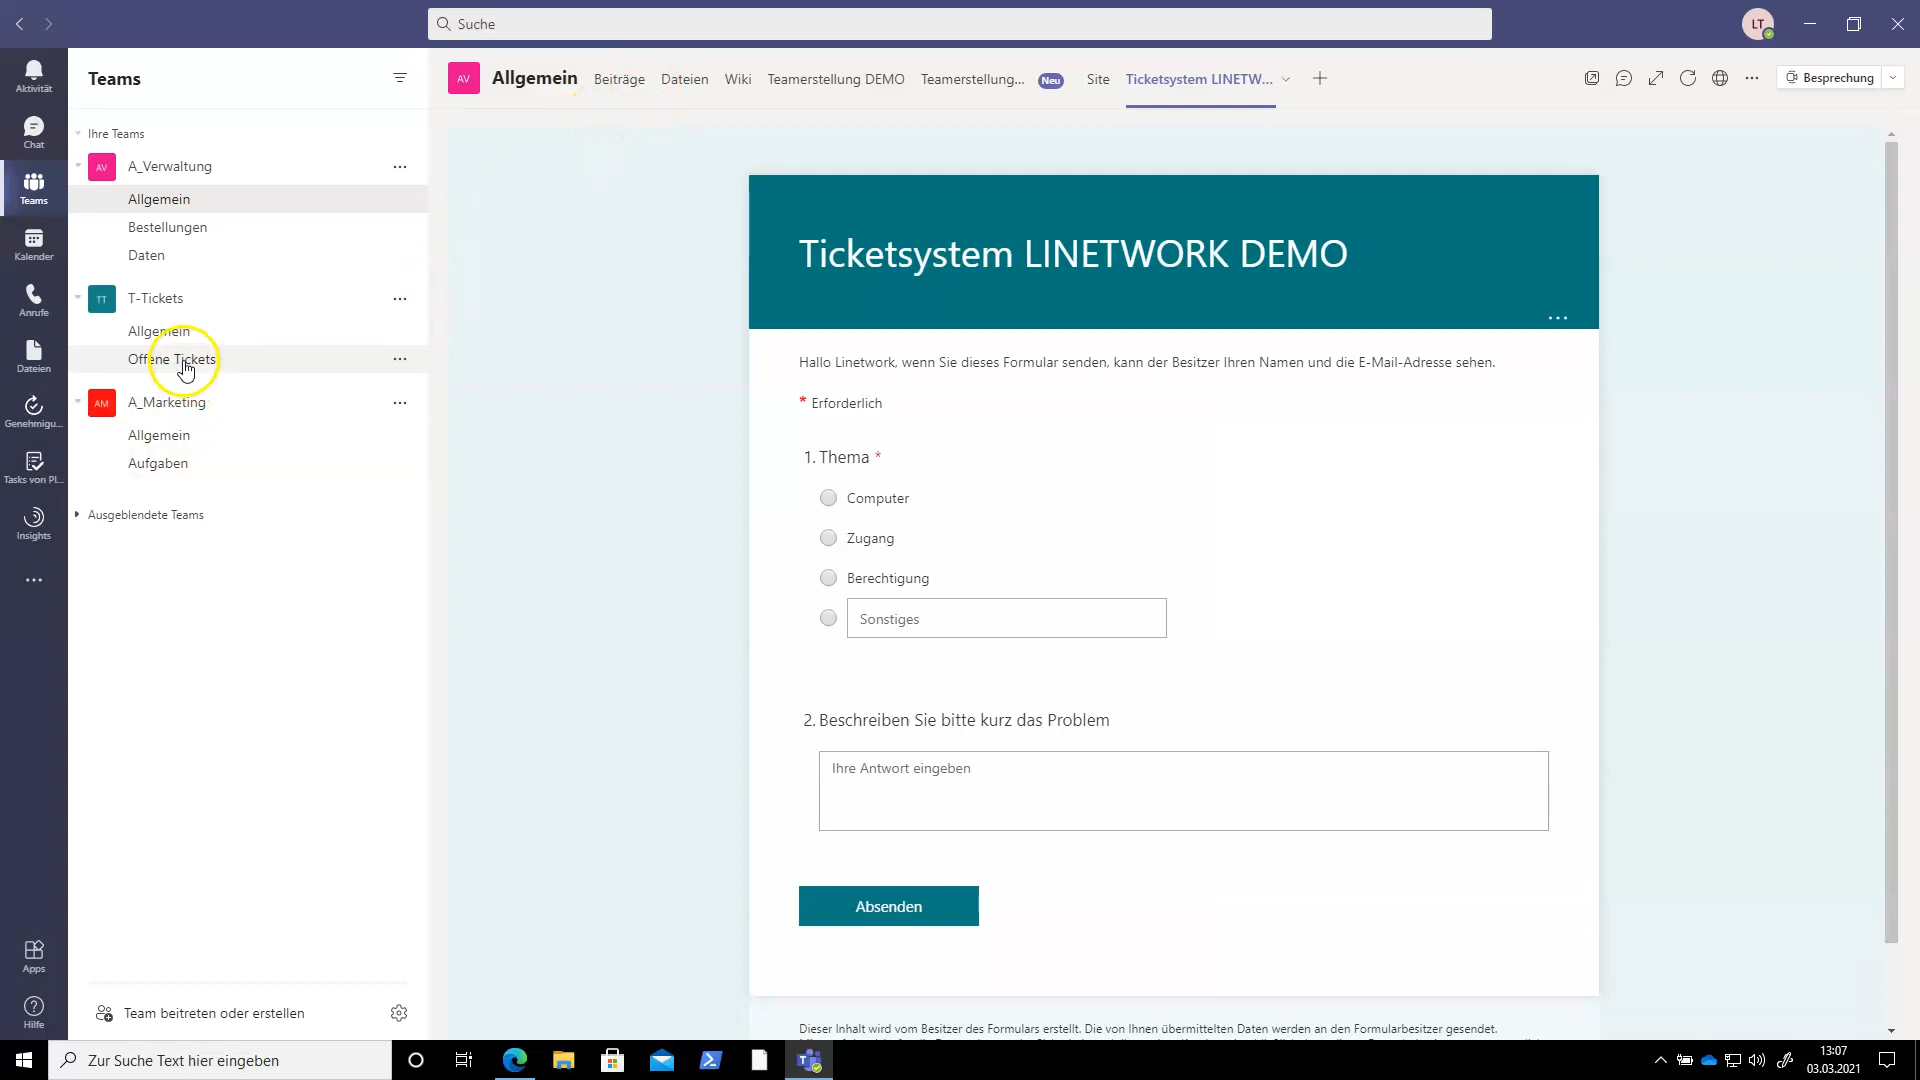 Suche
LT
Aktivität
Chat
Teams
Kalender
Anrufe
Dateien
Genehmigu...
Tasks von Pl...
Insights
Apps
Hilfe
Teams
Ihre Teams
AV
A_Verwaltung
Allgemein
Bestellungen
Daten
TT
T-Tickets
Allgemein
Offene Tickets
AM
A_Marketing
Allgemein
Aufgaben
Ausgeblendete Teams
Team beitreten oder erstellen
AV Allgemein Beiträge Dateien Wiki Teamerstellung DEMO Teamerstellung... Neu Site Ticketsystem LINETW... Besprechung
Ticketsystem LINETWORK DEMO
Hallo Linetwork, wenn Sie dieses Formular senden, kann der Besitzer Ihren Namen und die E-Mail-Adresse sehen.
* Erforderlich
1. Thema *
Computer
Zugang
Berechtigung
Sonstiges
2. Beschreiben Sie bitte kurz das Problem
Ihre Antwort eingeben
Absenden
Dieser Inhalt wird vom Besitzer des Formulars erstellt. Die von Ihnen übermittelten Daten werden an den Formularbesitzer gesendet.
Zur Suche Text hier eingeben
13:07
03.03.2021